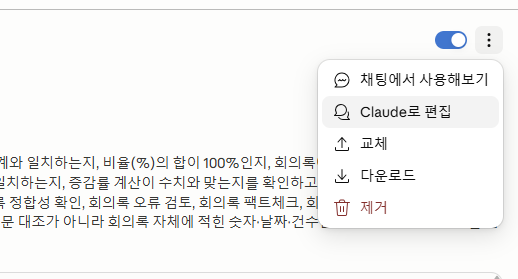 채팅에서 사용해보기
Claude로 편집
교체
다운로드
제거
계와 일치하는지, 비율(%)의 합이 100%인지, 회의록
일치하는지, 증감률 계산이 수치와 맞는지를 확인하고
록 정합성 확인, 회의록 오류 검토, 회의록 팩트체크, 회
문 대조가 아니라 회의록 자체에 적힌 숫자·날짜·건수